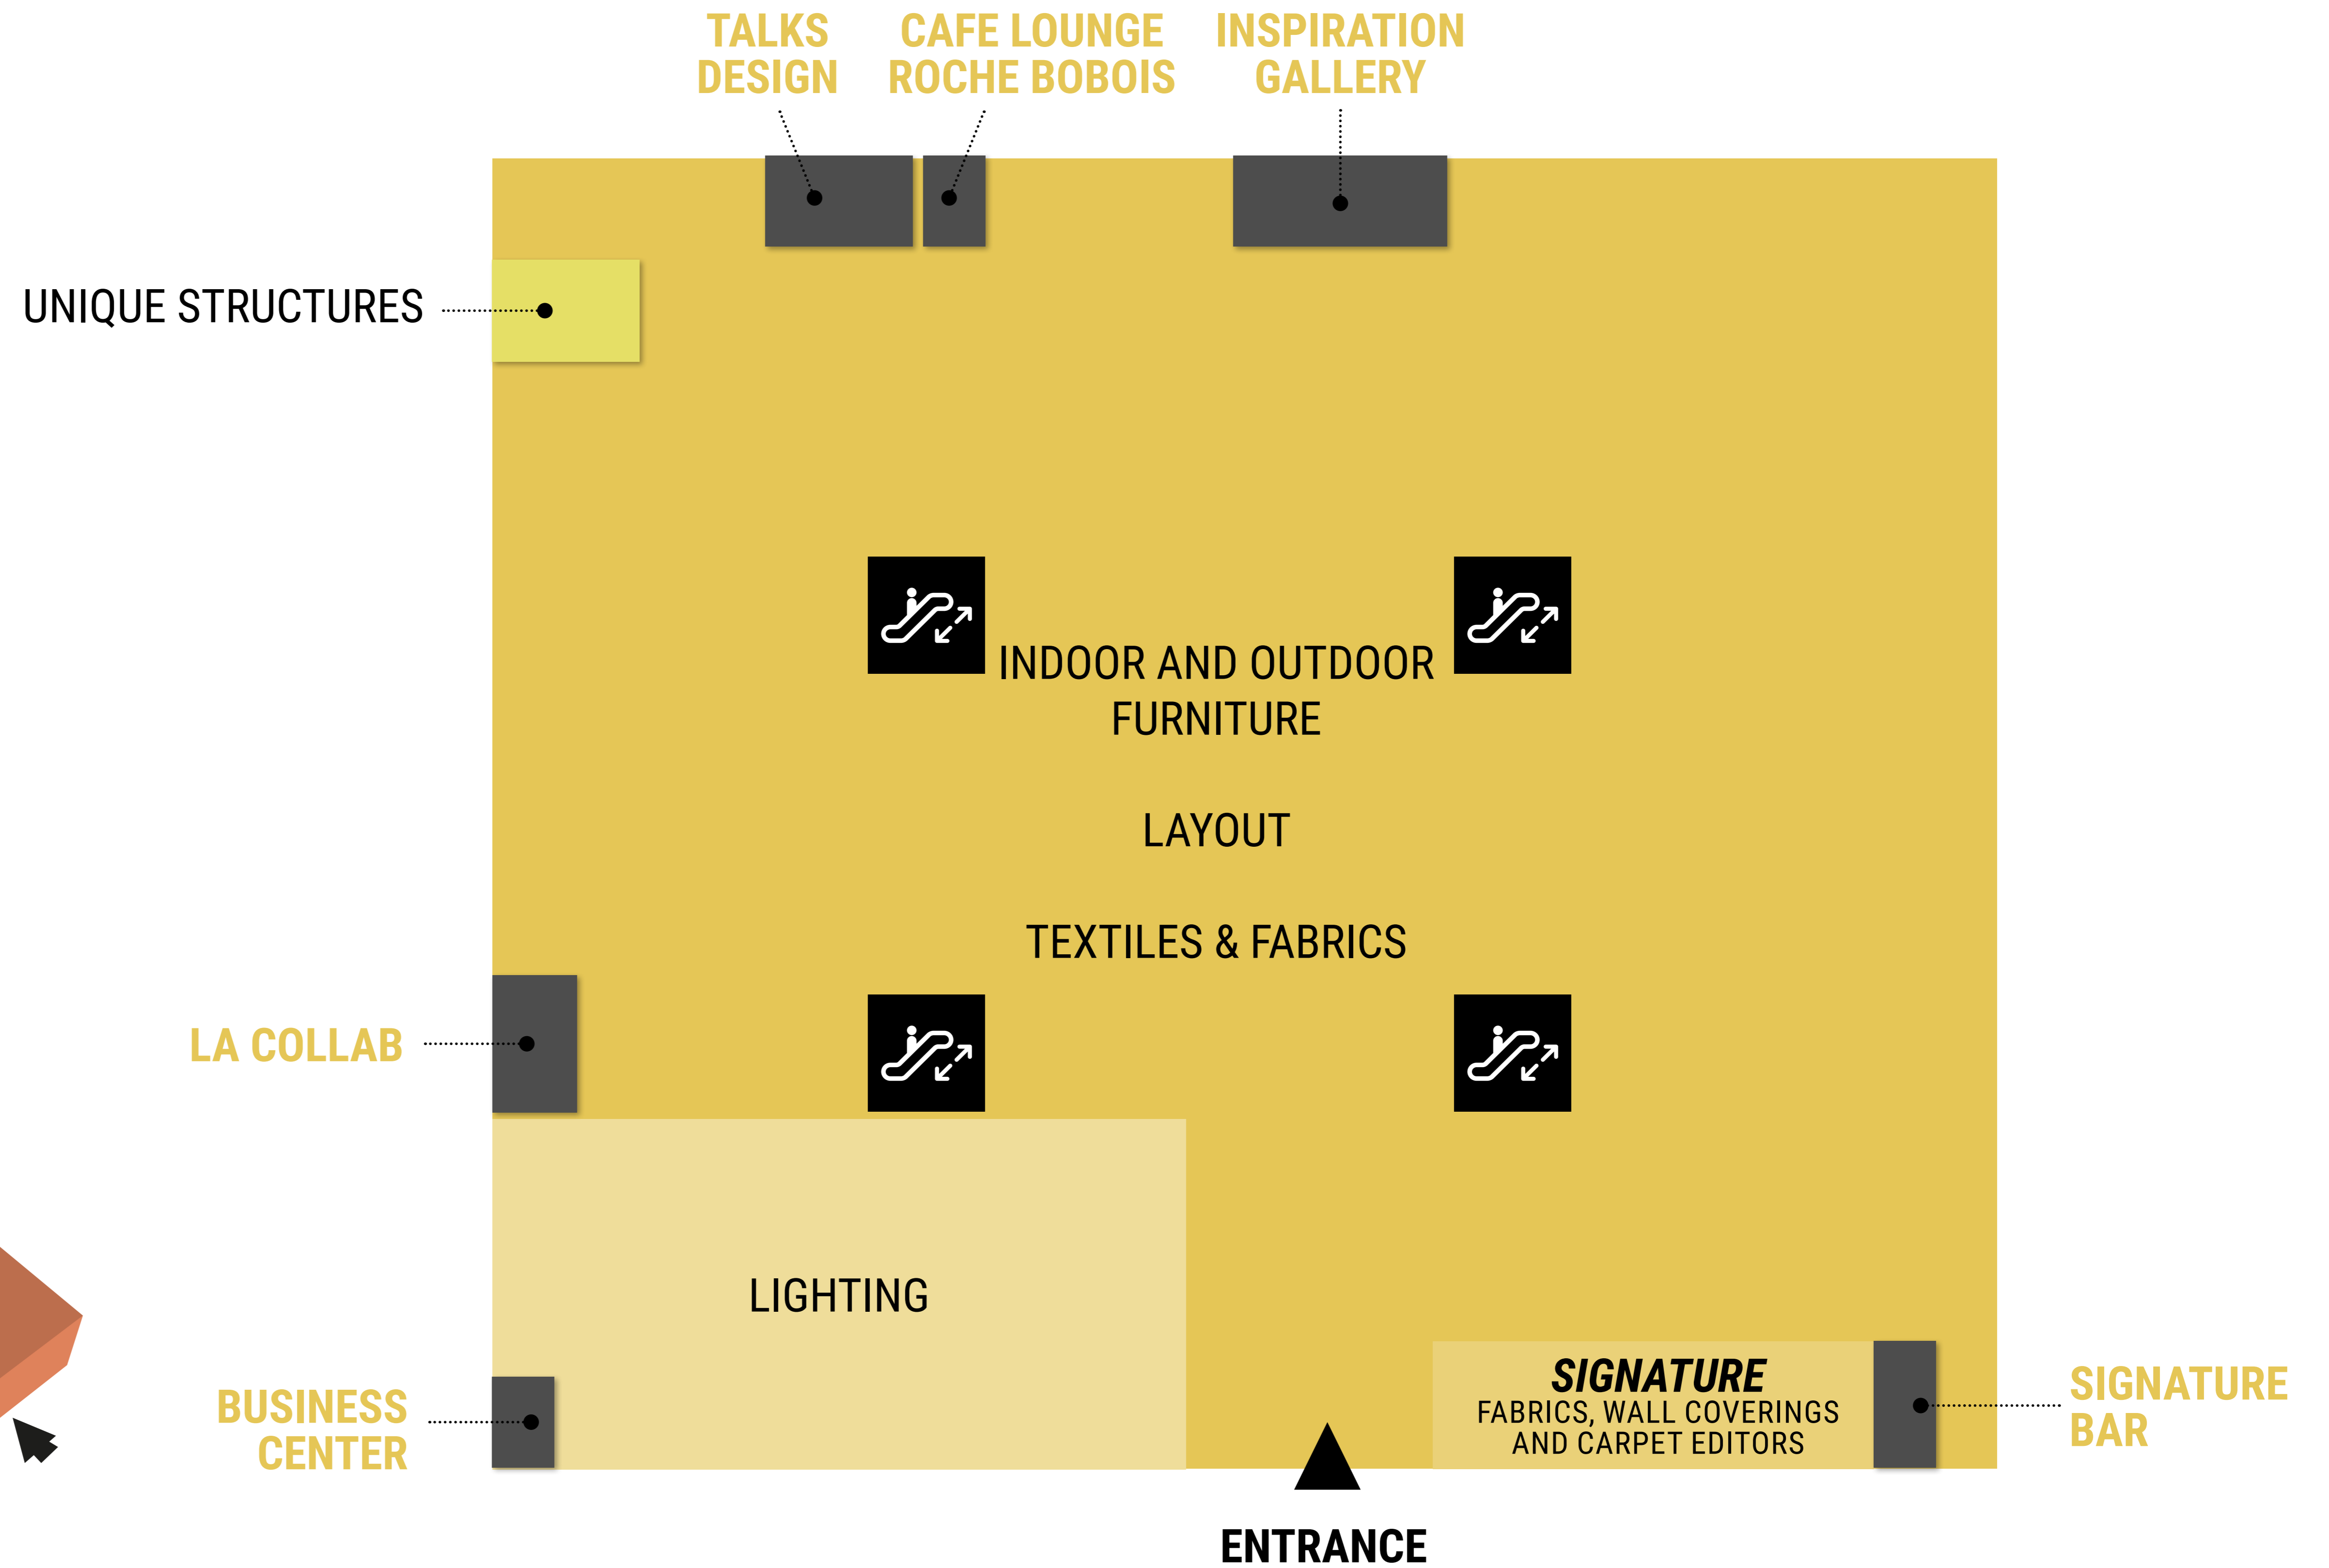 TALKS
DESIGN
CAFE LOUNGE
ROCHE BOBOIS
INSPIRATION
GALLERY
UNIQUE STRUCTURES
INDOOR AND OUTDOOR
FURNITURE
LAYOUT
TEXTILES & FABRICS
LA COLLAB
LIGHTING
BUSINESS
CENTER
SIGNATURE
FABRICS, WALL COVERINGS
AND CARPET EDITORS
SIGNATURE
BAR
ENTRANCE